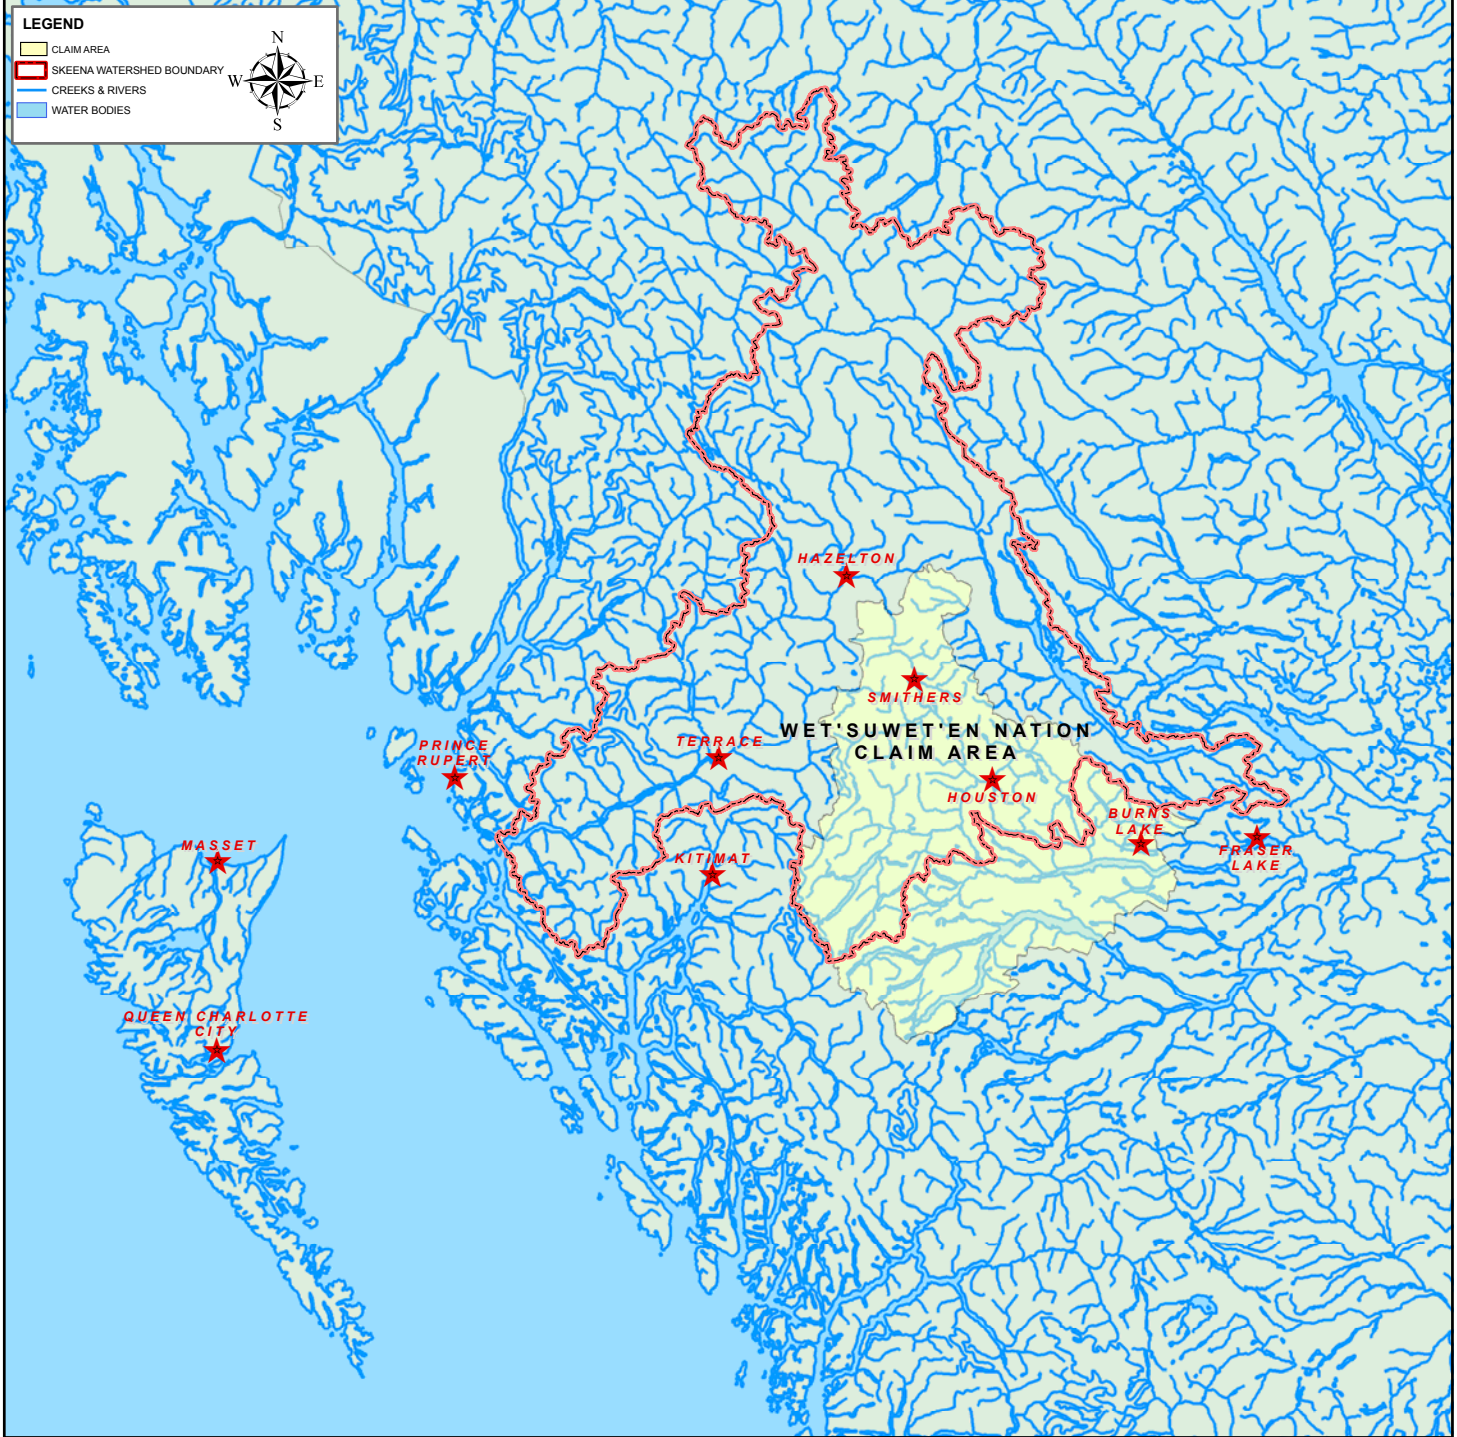 LEGEND
CLAIM AREA
SKEENA WATERSHED BOUNDARY
CREEKS & RIVERS
WATER BODIES
N
W
E
S
HAZELTON
SMITHERS
WET'SUWET'EN NATION
CLAIM AREA
TERRACE
PRINCE
RUPERT
HOUSTON
BURNS
LAKE
FRASER
LAKE
MASSET
KITIMAT
QUEEN CHARLOTTE
CITY